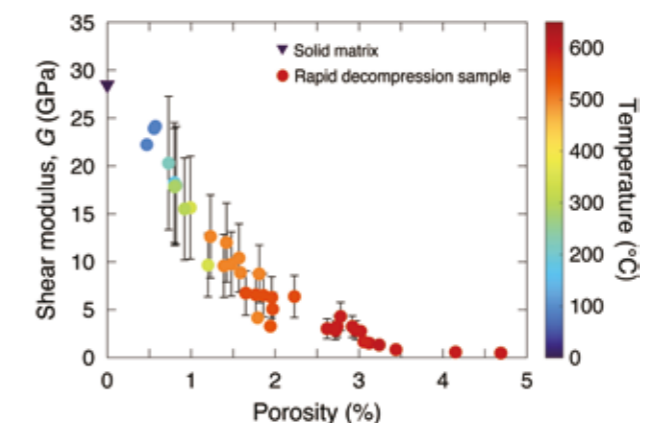 35
30
25
20
15
10
5
0
Shear modulus, G (GPa)
Solid matrix
Rapid decompression sample
0 1 2 3 4 5
Porosity (%)
600
500
400
300
200
100
0
Temperature (°C)